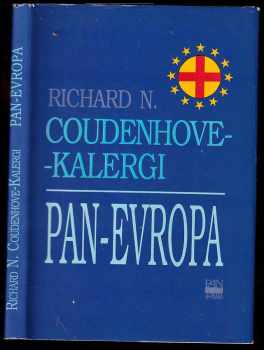 RICHARD N. COUDENHOVE-KALERGI PAN-EVROPA
RICHARD N.
COUDENHOVE-
-KALERGI
PAN-EVROPA